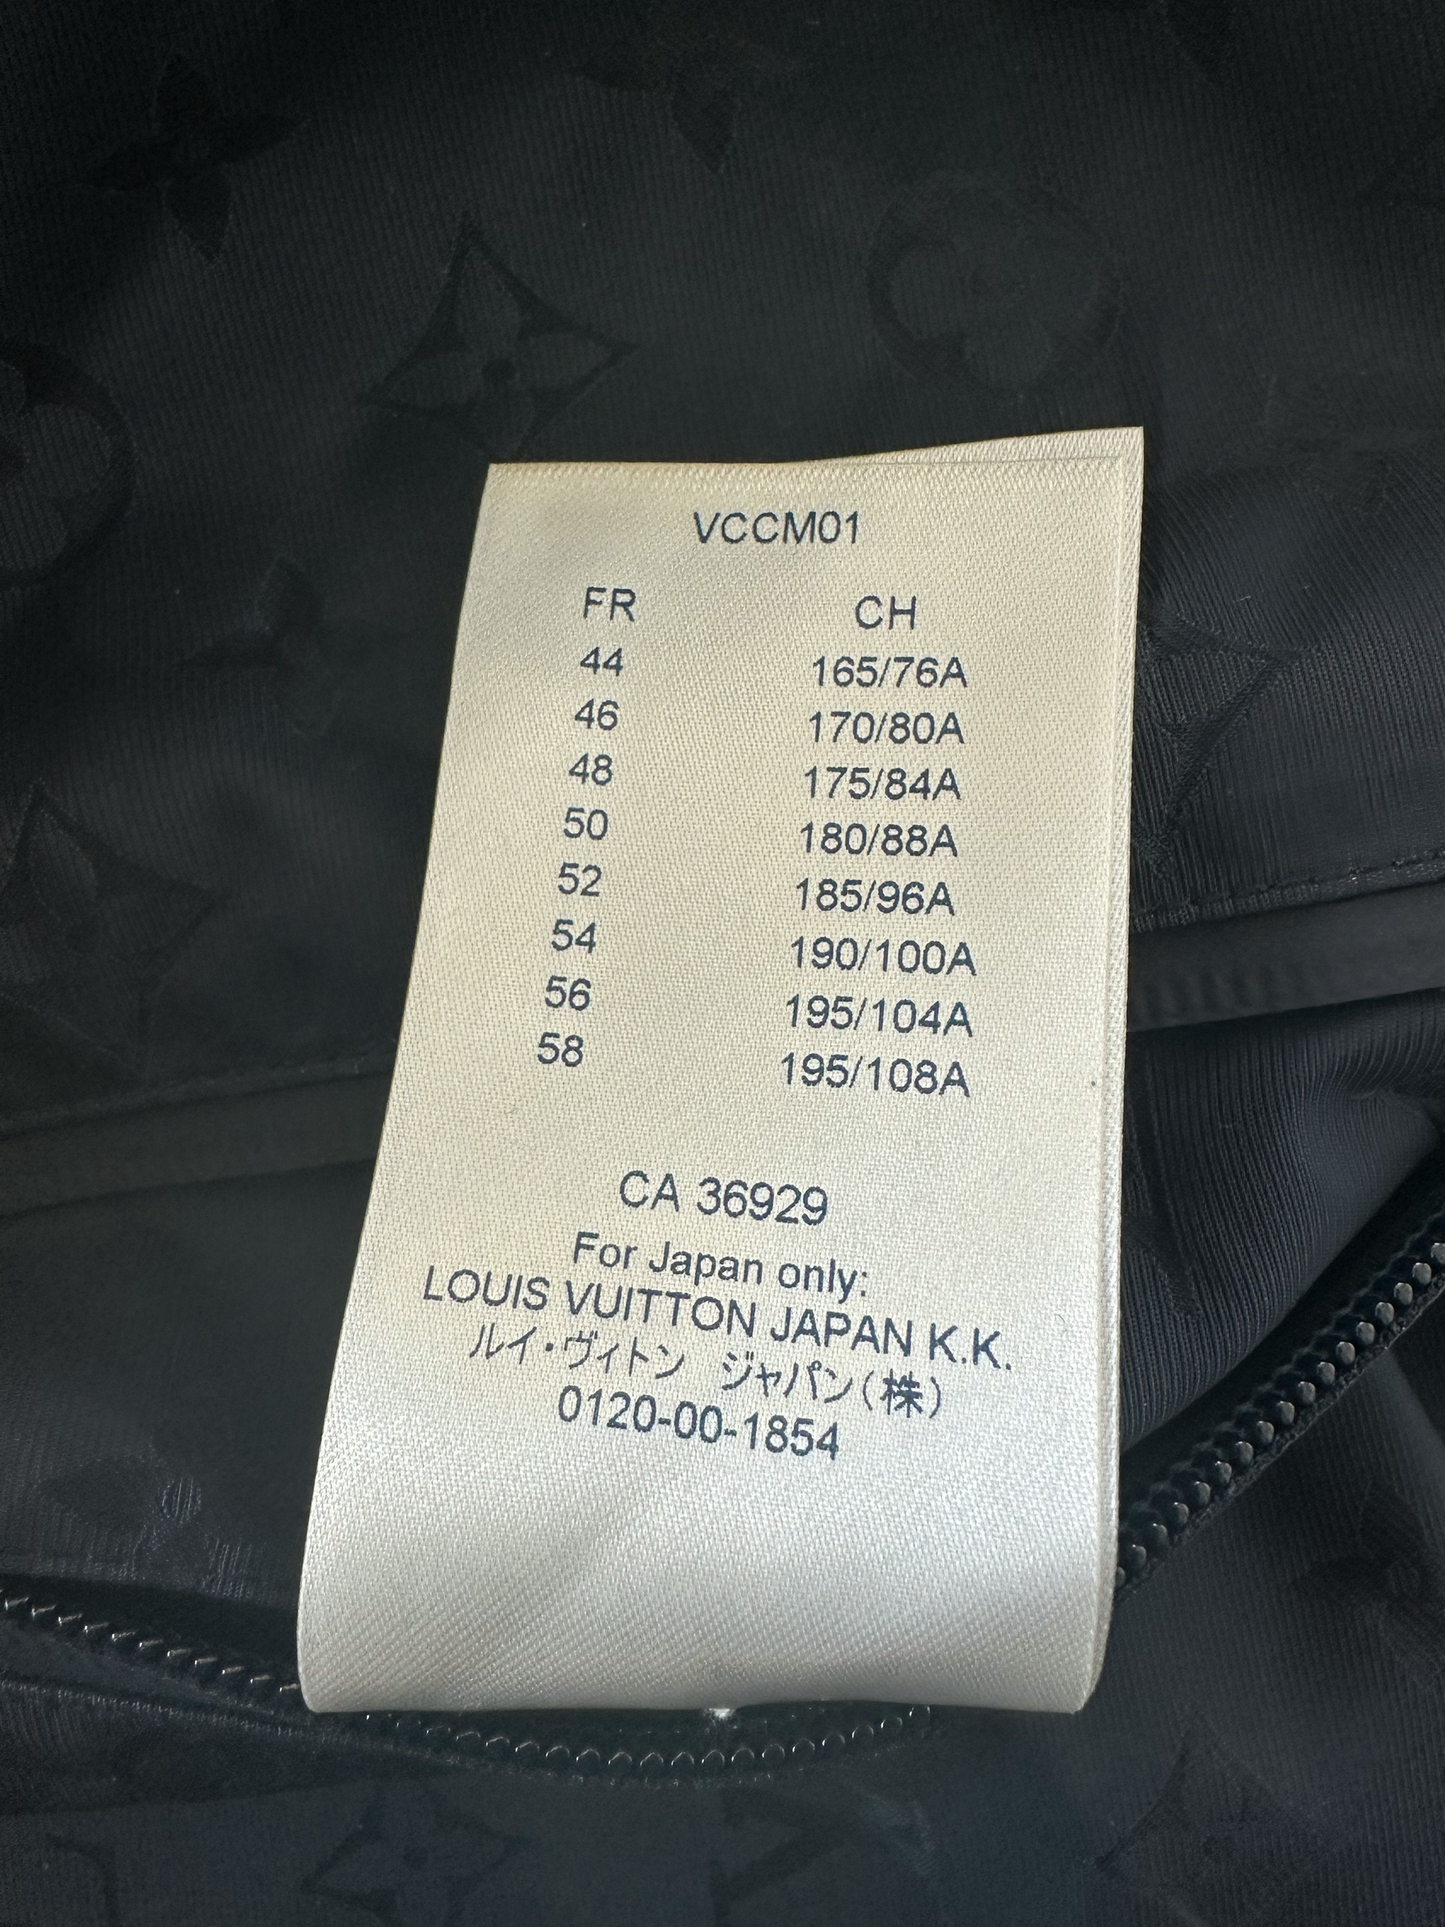 VCCM01
FR CH
44 165/76A
46 170/80A
48 175/84A
50 180/88A
52 185/96A
54 190/100A
56 195/104A
58 195/108A
CA 36929
For Japan only:
LOUIS VUITTON JAPAN K.K.
ルイ・ヴィトン ジャパン(株)
0120-00-1854